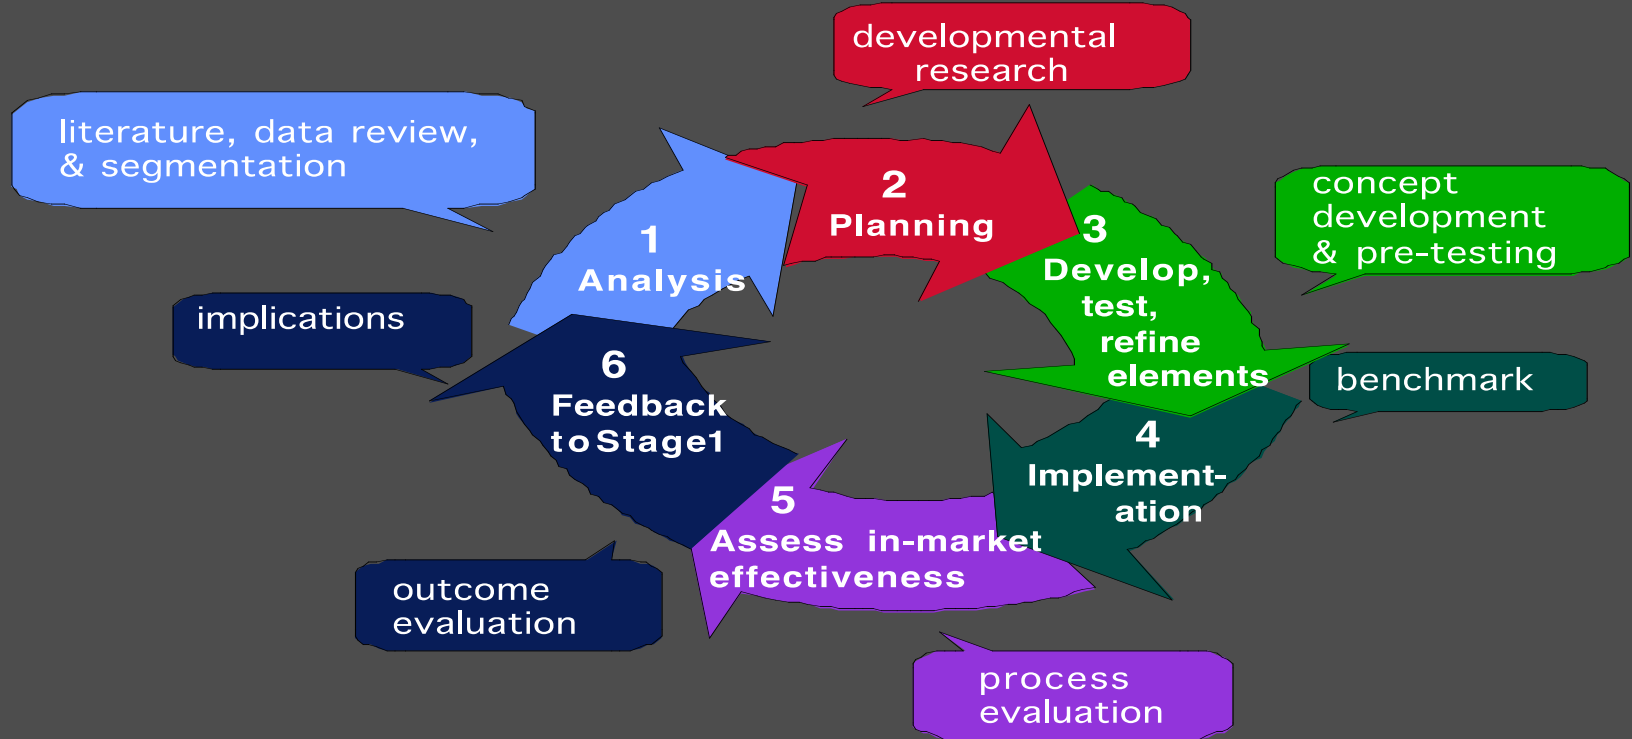 developmental
research
literature, data review,
& segmentation
2
Planning
concept
development
& pre-testing
1
Analysis
3
Develop,
test,
refine
elements
implications
benchmark
6
Feedback
to Stage1
4
Implement-
ation
5
Assess in-market
effectiveness
outcome
evaluation
process
evaluation